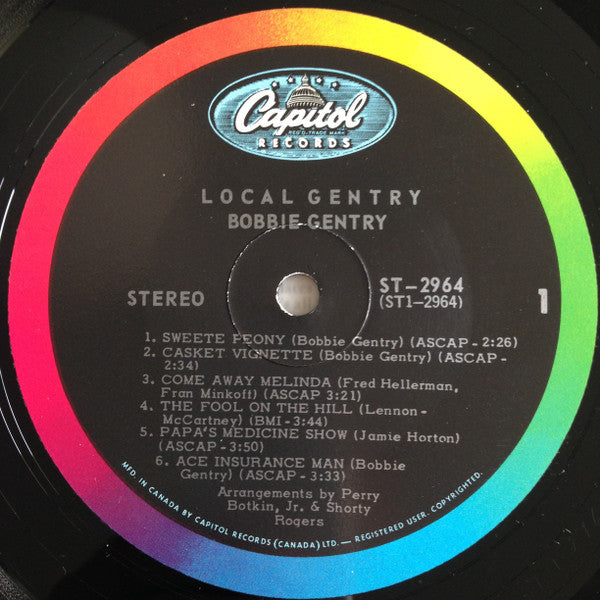 Capitol
REG'D.TRADE MARK
RECORDS
LOCAL GENTRY
BOBBIE GENTRY
STEREO
ST-2964
(ST1-2964)
1
1. SWEETE PEONY (Bobbie Gentry) (ASCAP - 2:26)
2. CASKET VIGNETTE (Bobbie Gentry) (ASCAP -
2:34)
3. COME AWAY MELINDA (Fred Hellerman,
Fran Minkoff) (ASCAP 3:21)
4. THE FOOL ON THE HILL (Lennon -
McCartney) (BMI - 3:44)
5. PAPA'S MEDICINE SHOW (Jamie Horton)
(ASCAP - 3:50)
6. ACE INSURANCE MAN (Bobbie
Gentry) (ASCAP - 3:33)
Arrangements by Perry
Botkin, Jr. & Shorty
Rogers
MFD. IN CANADA BY CAPITOL RECORDS (CANADA) LTD. — REGISTERED USER. COPYRIGHTED.